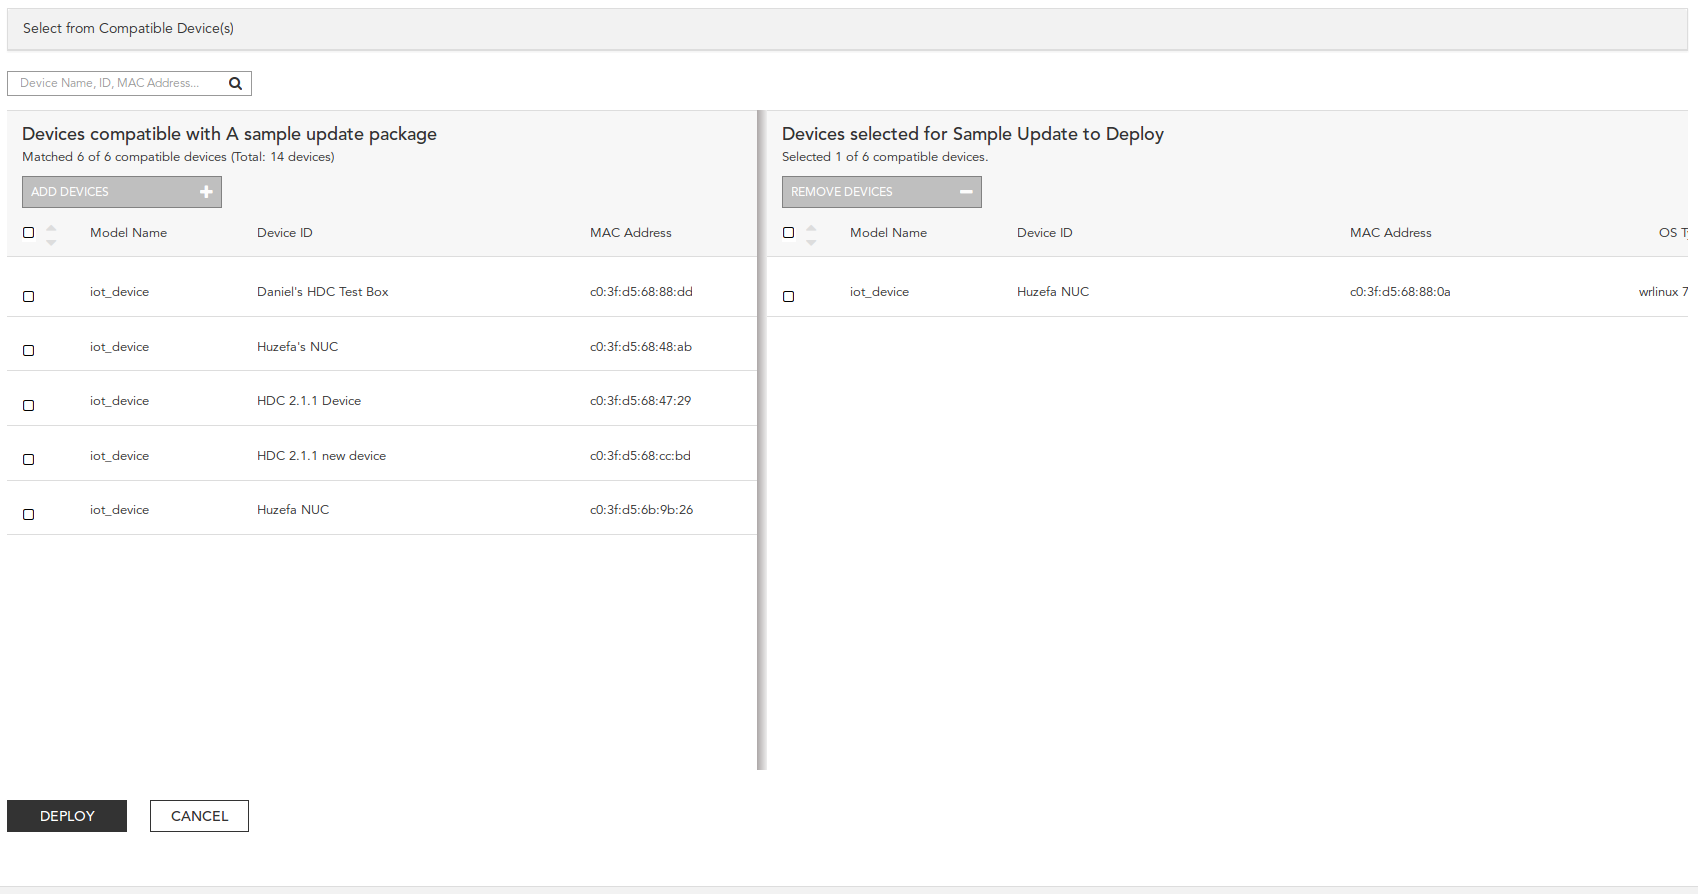 Select from Compatible Device(s)
Device Name, ID, MAC Address...
Devices compatible with A sample update package
Matched 6 of 6 compatible devices (Total: 14 devices)
ADD DEVICES
Model Name Device ID MAC Address
iot_device Daniel's HDC Test Box c0:3f:d5:68:88:dd
iot_device Huzefa's NUC c0:3f:d5:68:48:ab
iot_device HDC 2.1.1 Device c0:3f:d5:68:47:29
iot_device HDC 2.1.1 new device c0:3f:d5:68:cc:bd
iot_device Huzefa NUC c0:3f:d5:6b:9b:26
Devices selected for Sample Update to Deploy
Selected 1 of 6 compatible devices.
REMOVE DEVICES
Model Name Device ID MAC Address OS
iot_device Huzefa NUC c0:3f:d5:68:88:0a wrlinux 7
DEPLOY CANCEL